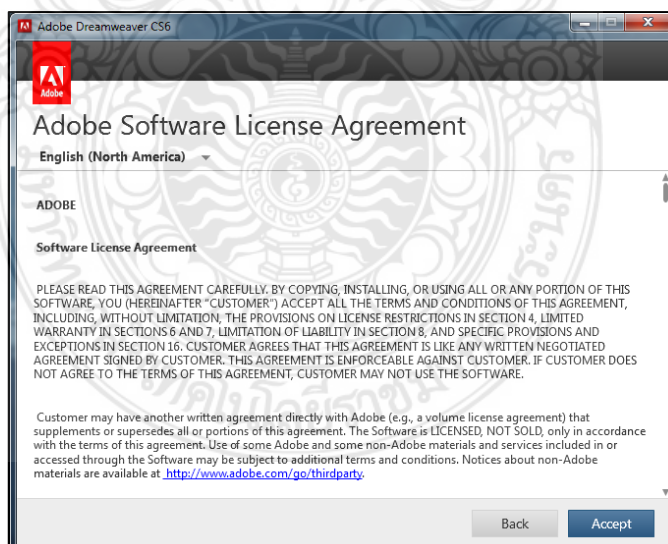 Adobe Dreamweaver CS6
Adobe
Adobe Software License Agreement
English (North America)
ADOBE
Software License Agreement
PLEASE READ THIS AGREEMENT CAREFULLY. BY COPYING, INSTALLING, OR USING ALL OR ANY PORTION OF THIS
SOFTWARE, YOU (HEREINAFTER “CUSTOMER”) ACCEPT ALL THE TERMS AND CONDITIONS OF THIS AGREEMENT,
INCLUDING, WITHOUT LIMITATION, THE PROVISIONS ON LICENSE RESTRICTIONS IN SECTION 4, LIMITED
WARRANTY IN SECTIONS 6 AND 7, LIMITATION OF LIABILITY IN SECTION 8, AND SPECIFIC PROVISIONS AND
EXCEPTIONS IN SECTION 16. CUSTOMER AGREES THAT THIS AGREEMENT IS LIKE ANY WRITTEN NEGOTIATED
AGREEMENT SIGNED BY CUSTOMER. THIS AGREEMENT IS ENFORCEABLE AGAINST CUSTOMER. IF CUSTOMER DOES
NOT AGREE TO THE TERMS OF THIS AGREEMENT, CUSTOMER MAY NOT USE THE SOFTWARE.
Customer may have another written agreement directly with Adobe (e.g., a volume license agreement) that
supplements or supersedes all or portions of this agreement. The Software is LICENSED, NOT SOLD, only in accordance
with the terms of this agreement. Use of some Adobe and some non-Adobe materials and services included in or
accessed through the Software may be subject to additional terms and conditions. Notices about non-Adobe
materials are available at http://www.adobe.com/go/thirdparty.
Back
Accept